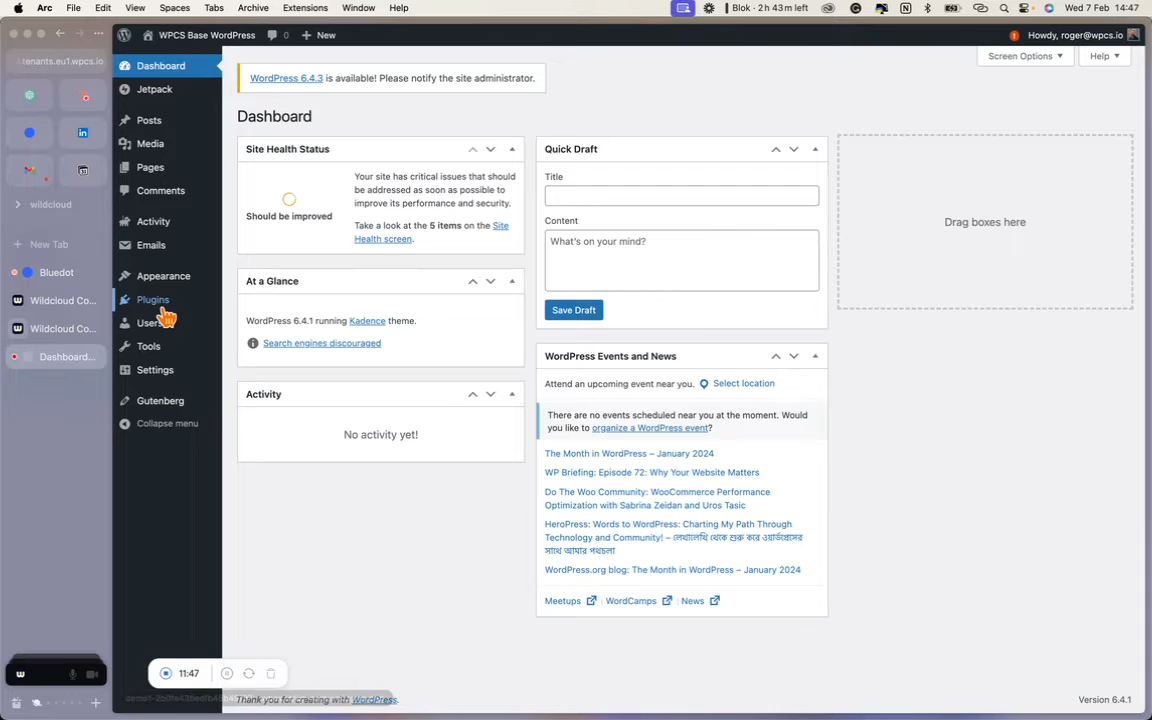 Arc File Edit View Spaces Tabs Archive Extensions Window Help
Blok · 2 h 43 m left
Wed 7 Feb 14:47
tenants.eu1.wpcs.io
wildcloud
New Tab
Bluedot
Wildcloud Co...
Wildcloud Co...
Dashboard...
WPCS Base WordPress
0
New
Howdy, roger@wpcs.io
Dashboard
Jetpack
Posts
Media
Pages
Comments
Activity
Emails
Appearance
Plugins
Users
Tools
Settings
Gutenberg
Collapse menu
Screen Options
Help
WordPress 6.4.3 is available! Please notify the site administrator.
Dashboard
Site Health Status
Should be improved
Your site has critical issues that should
be addressed as soon as possible to
improve its performance and security.
Take a look at the 5 items on the Site
Health screen.
At a Glance
WordPress 6.4.1 running Kadence theme.
Search engines discouraged
Activity
No activity yet!
Quick Draft
Title
Content
What's on your mind?
Save Draft
WordPress Events and News
Attend an upcoming event near you.
Select location
There are no events scheduled near you at the moment. Would
you like to organize a WordPress event?
The Month in WordPress – January 2024
WP Briefing: Episode 72: Why Your Website Matters
Do The Woo Community: WooCommerce Performance
Optimization with Sabrina Zeidan and Uros Tasic
HeroPress: Words to WordPress: Charting My Path Through
Technology and Community! – লেখালেখি থেকে শুরু করে ওয়ার্ডপ্রেসের
সাথে আমার পথচলা
WordPress.org blog: The Month in WordPress – January 2024
Meetups | WordCamps | News
Drag boxes here
11:47
Thank you for creating with WordPress.
Version 6.4.1